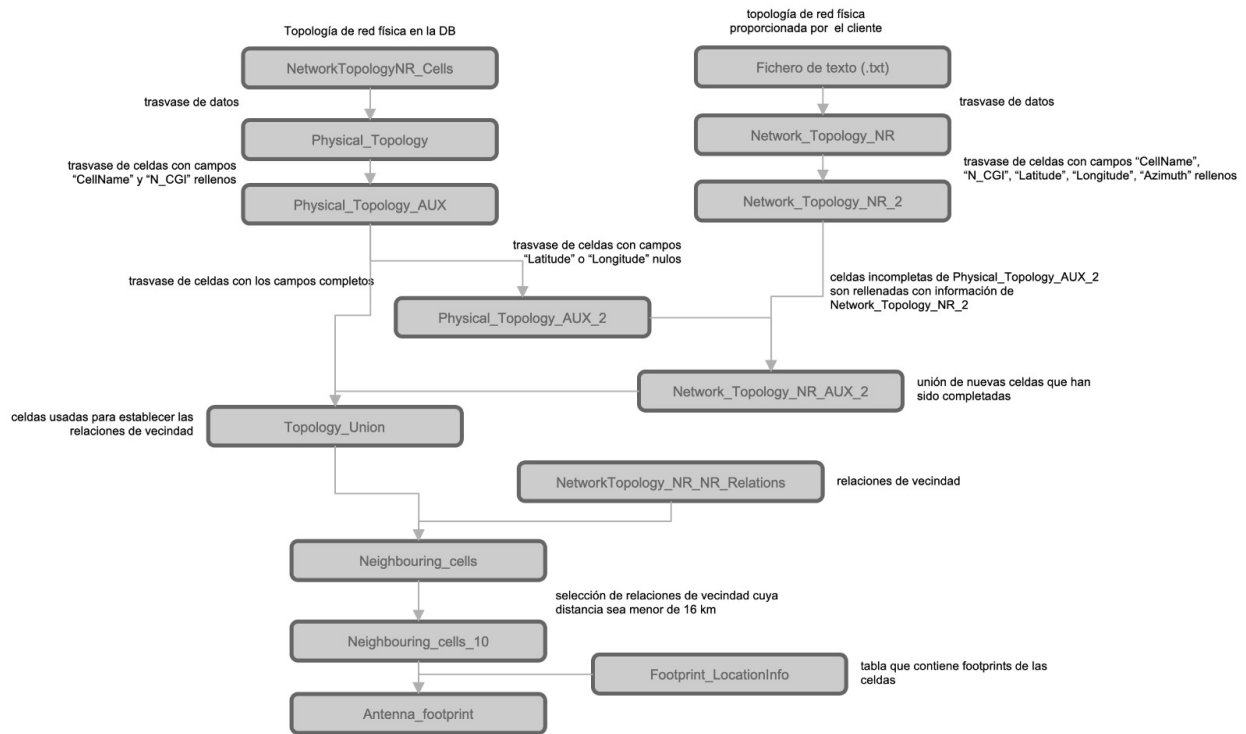 topología de red física
proporcionada por el cliente
Topología de red física en la DB
NetworkTopologyNR_Cells
Fichero de texto (.txt)
trasvase de datos
trasvase de datos
Physical_Topology
Network_Topology_NR
trasvase de celdas con campos
“CellName” y “N_CGI” rellenos
trasvase de celdas con campos “CellName”,
“N_CGI”, “Latitude”, “Longitude”, “Azimuth” rellenos
Physical_Topology_AUX
Network_Topology_NR_2
trasvase de celdas con campos
“Latitude” o “Longitude” nulos
trasvase de celdas con los campos completos
celdas incompletas de Physical_Topology_AUX_2
son rellenadas con información de
Network_Topology_NR_2
Physical_Topology_AUX_2
Network_Topology_NR_AUX_2
unión de nuevas celdas que han
sido completadas
celdas usadas para establecer las
relaciones de vecindad
Topology_Union
NetworkTopology_NR_NR_Relations
relaciones de vecindad
Neighbouring_cells
selección de relaciones de vecindad cuya
distancia sea menor de 16 km
Neighbouring_cells_10
Footprint_LocationInfo
tabla que contiene footprints de las
celdas
Antenna_footprint